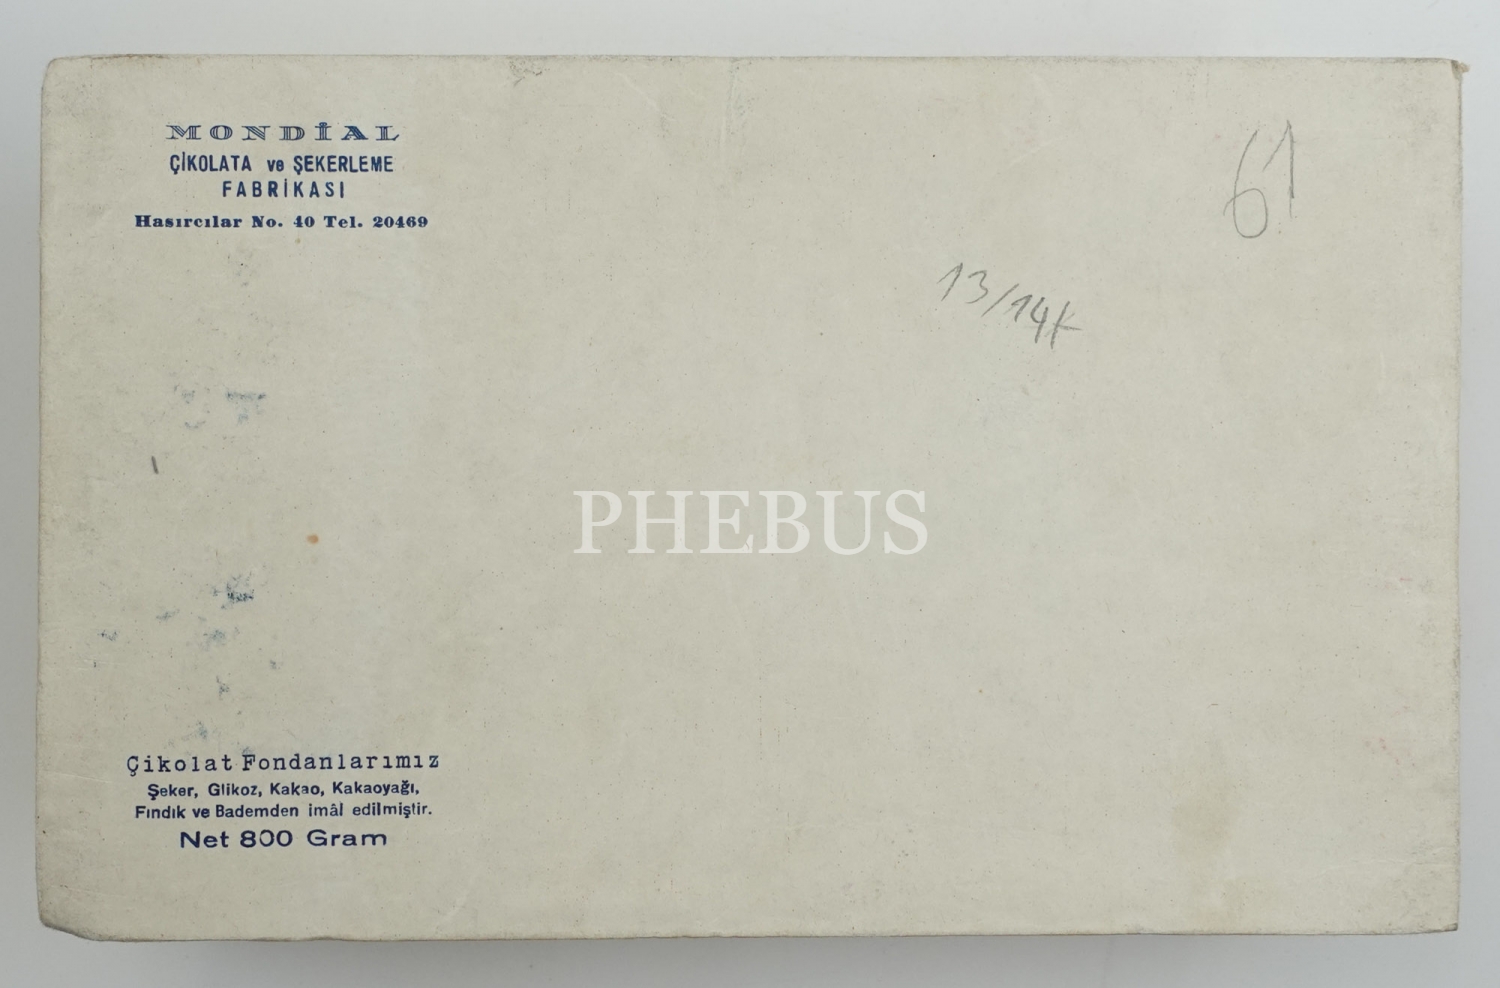 MONDİAL
ÇİKOLATA ve ŞEKERLEME
FABRİKASI
Hasırcılar No. 40 Tel. 20469
61
13/14k
PHEBUS
Çikolat Fondanlarımız
Şeker, Glikoz, Kakao, Kakaoyağı,
Fındık ve Bademden imâl edilmiştir.
Net 800 Gram